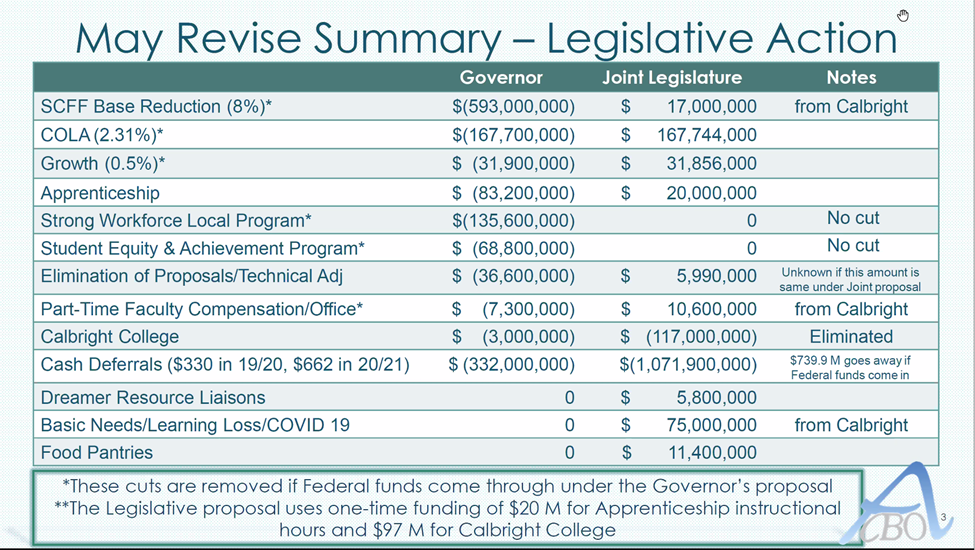 May Revise Summary – Legislative Action
Governor Joint Legislature Notes
SCFF Base Reduction (8%)* $(593,000,000) $ 17,000,000 from Calbright
COLA (2.31%)* $(167,700,000) $ 167,744,000
Growth (0.5%)* $ (31,900,000) $ 31,856,000
Apprenticeship $ (83,200,000) $ 20,000,000
Strong Workforce Local Program* $(135,600,000) 0 No cut
Student Equity & Achievement Program* $ (68,800,000) 0 No cut
Elimination of Proposals/Technical Adj $ (36,600,000) $ 5,990,000 Unknown if this amount is
same under Joint proposal
Part-Time Faculty Compensation/Office* $ (7,300,000) $ 10,600,000 from Calbright
Calbright College $ (3,000,000) $ (117,000,000) Eliminated
Cash Deferrals ($330 in 19/20, $662 in 20/21) $ (332,000,000) $(1,071,900,000) $739.9 M goes away if
Federal funds come in
Dreamer Resource Liaisons 0 $ 5,800,000
Basic Needs/Learning Loss/COVID 19 0 $ 75,000,000 from Calbright
Food Pantries 0 $ 11,400,000
*These cuts are removed if Federal funds come through under the Governor's proposal
**The Legislative proposal uses one-time funding of $20 M for Apprenticeship instructional
hours and $97 M for Calbright College
ACBO
3